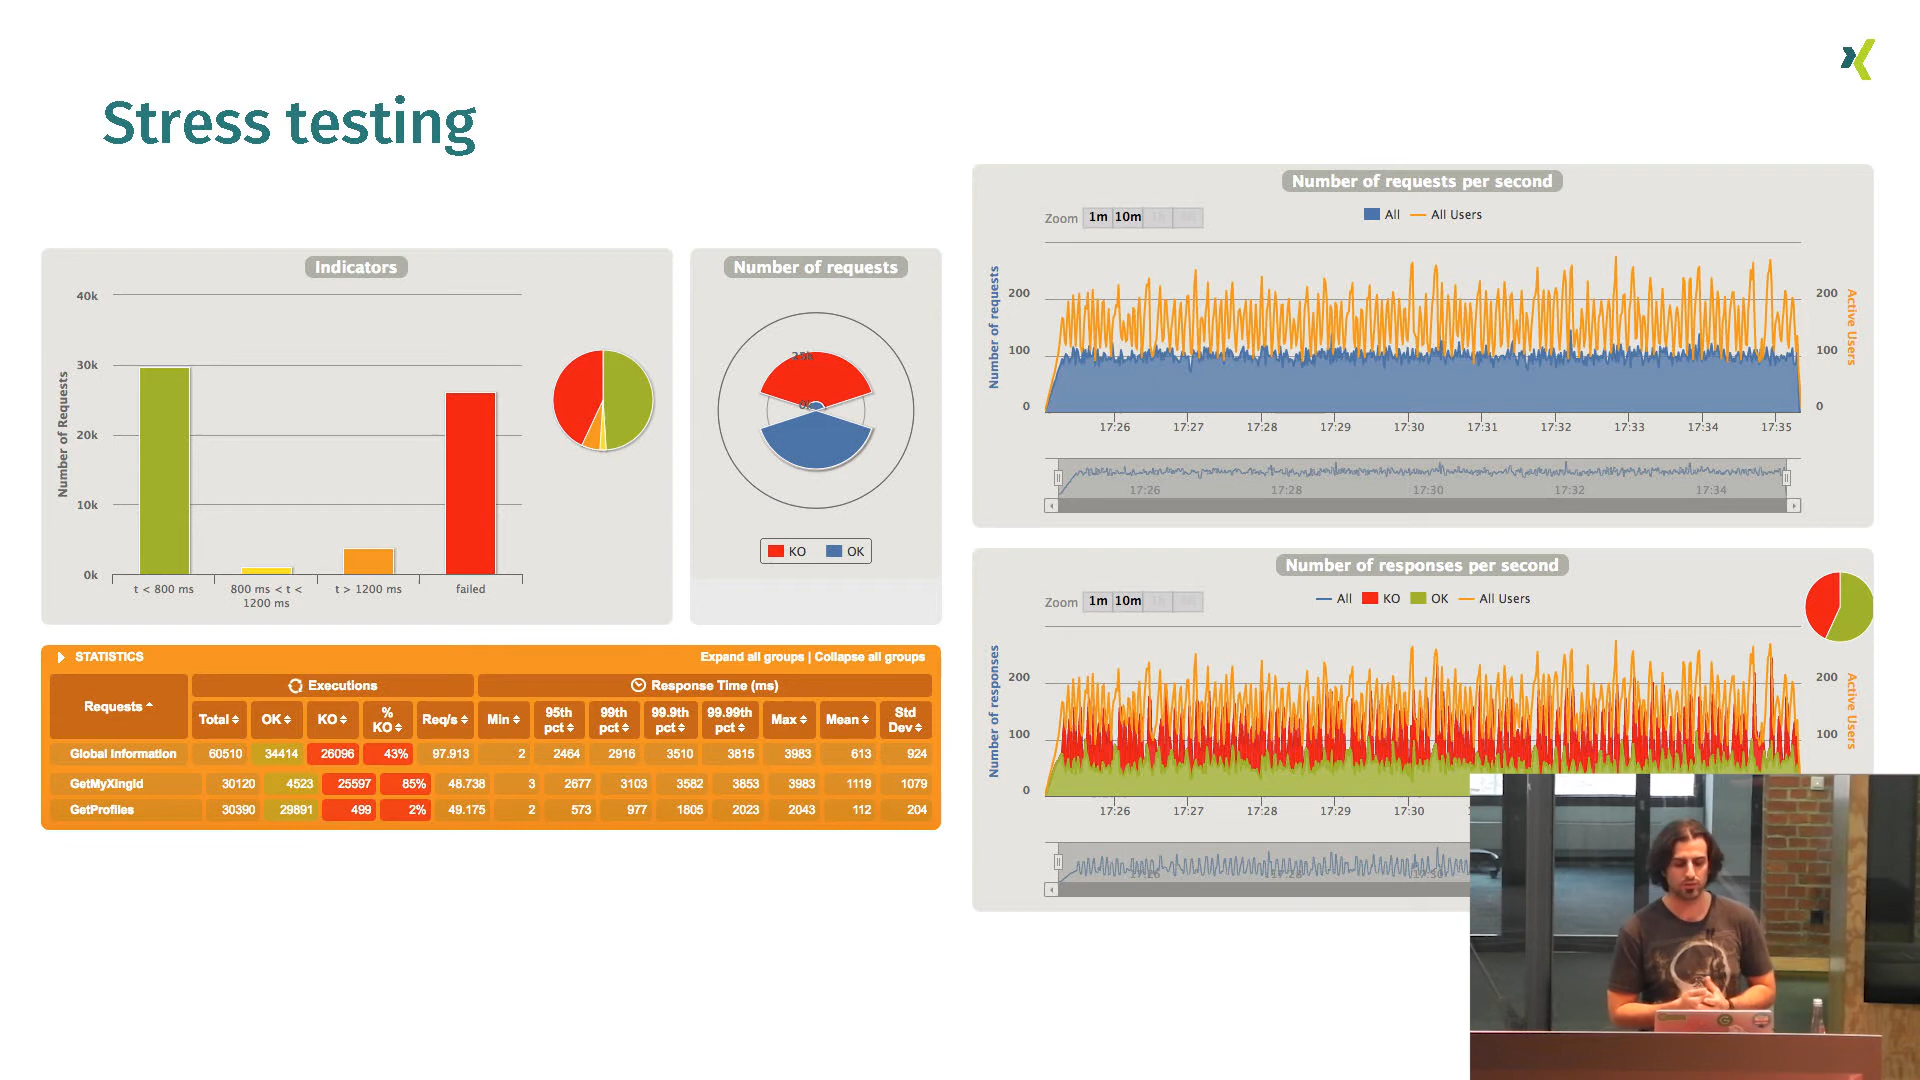 Stress testing
Indicators
40k
30k
20k
10k
0k
Number of Requests
t < 800 ms
800 ms < t <
1200 ms
t > 1200 ms
failed
Number of requests
KO OK
STATISTICS
Expand all groups | Collapse all groups
Requests
Executions
Response Time (ms)
Total OK KO % KO Req/s Min 95th pct 99th pct 99.9th pct 99.99th pct Max Mean Std Dev
Global Information 60510 34414 26096 43% 97.913 2 2464 2916 3510 3815 3983 613 924
GetMyXingId 30120 4523 25597 85% 48.738 3 2677 3103 3582 3853 3983 1119 1079
GetProfiles 30390 29891 499 2% 49.175 2 573 977 1805 2023 2043 112 204
Number of requests per second
Zoom 1m 10m
All All Users
Number of requests
200
100
0
200
100
0
Active Users
17:26 17:27 17:28 17:29 17:30 17:31 17:32 17:33 17:34 17:35
17:26 17:28 17:30 17:32 17:34
Number of responses per second
Zoom 1m 10m
All KO OK All Users
Number of responses
200
100
0
200
100
Active Users
17:26 17:27 17:28 17:29 17:30
17:26 17:28 17:30